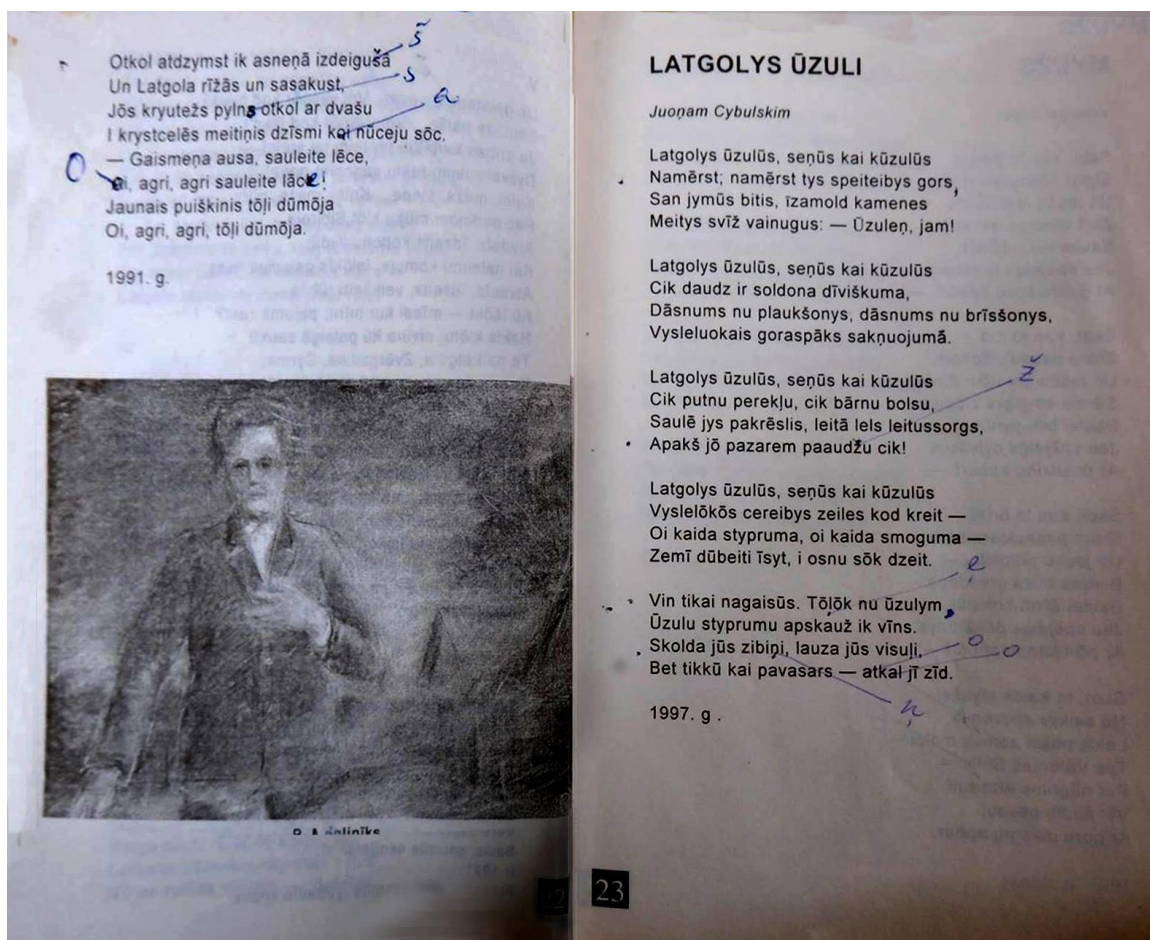 Otkol atdzymst ik asneņā izdeigušā
š
Un Latgola rīžās un sasakust,
s
Jōs kryutežs pylns otkol ar dvašu
a
I krystcelēs meitiņis dzīsmi kai nūceju sōc.
— Gaismeņa ausa, sauleite lēce,
O
ai, agri, agri sauleite lāce!
Jaunais puiškinis tōļi dūmōja
Oi, agri, agri, tōļi dūmōja.
1991. g.
22
LATGOLYS ŪZULI
Juoņam Cybulskim
Latgolys ūzulūs, seņūs kai kūzulūs
Namērst; namērst tys speiteibys gors,
San jymūs bitis, īzamold kamenes
Meitys svīž vainugus: — Ūzuleņ, jam!
Latgolys ūzulūs, seņūs kai kūzulūs
Cik daudz ir soldona dīviškuma,
Dāsnums nu plaukšonys, dāsnums nu brīsšonys,
Vysleluokais goraspāks sakņuojumā.
Latgolys ūzulūs, seņūs kai kūzulūs
ž
Cik putnu perekļu, cik bārnu bolsu,
Saulē jys pakrēslis, leitā lels leitussorgs,
Apakš jō pazarem paaudžu cik!
Latgolys ūzulūs, seņūs kai kūzulūs
Vyslelōkōs cereibys zeiles kod kreit —
Oi kaida stypruma, oi kaida smoguma —
Zemī dūbeiti īsyt, i osnu sōk dzeit.
ę
Vin tikai nagaisūs. Tōļōk nu ūzulym,
Ūzulu styprumu apskauž ik vīns.
Skolda jūs zibiņi, lauza jūs visuļi,
o o
Bet tikkū kai pavasars — atkal jī zīd.
ņ
1997. g .
23